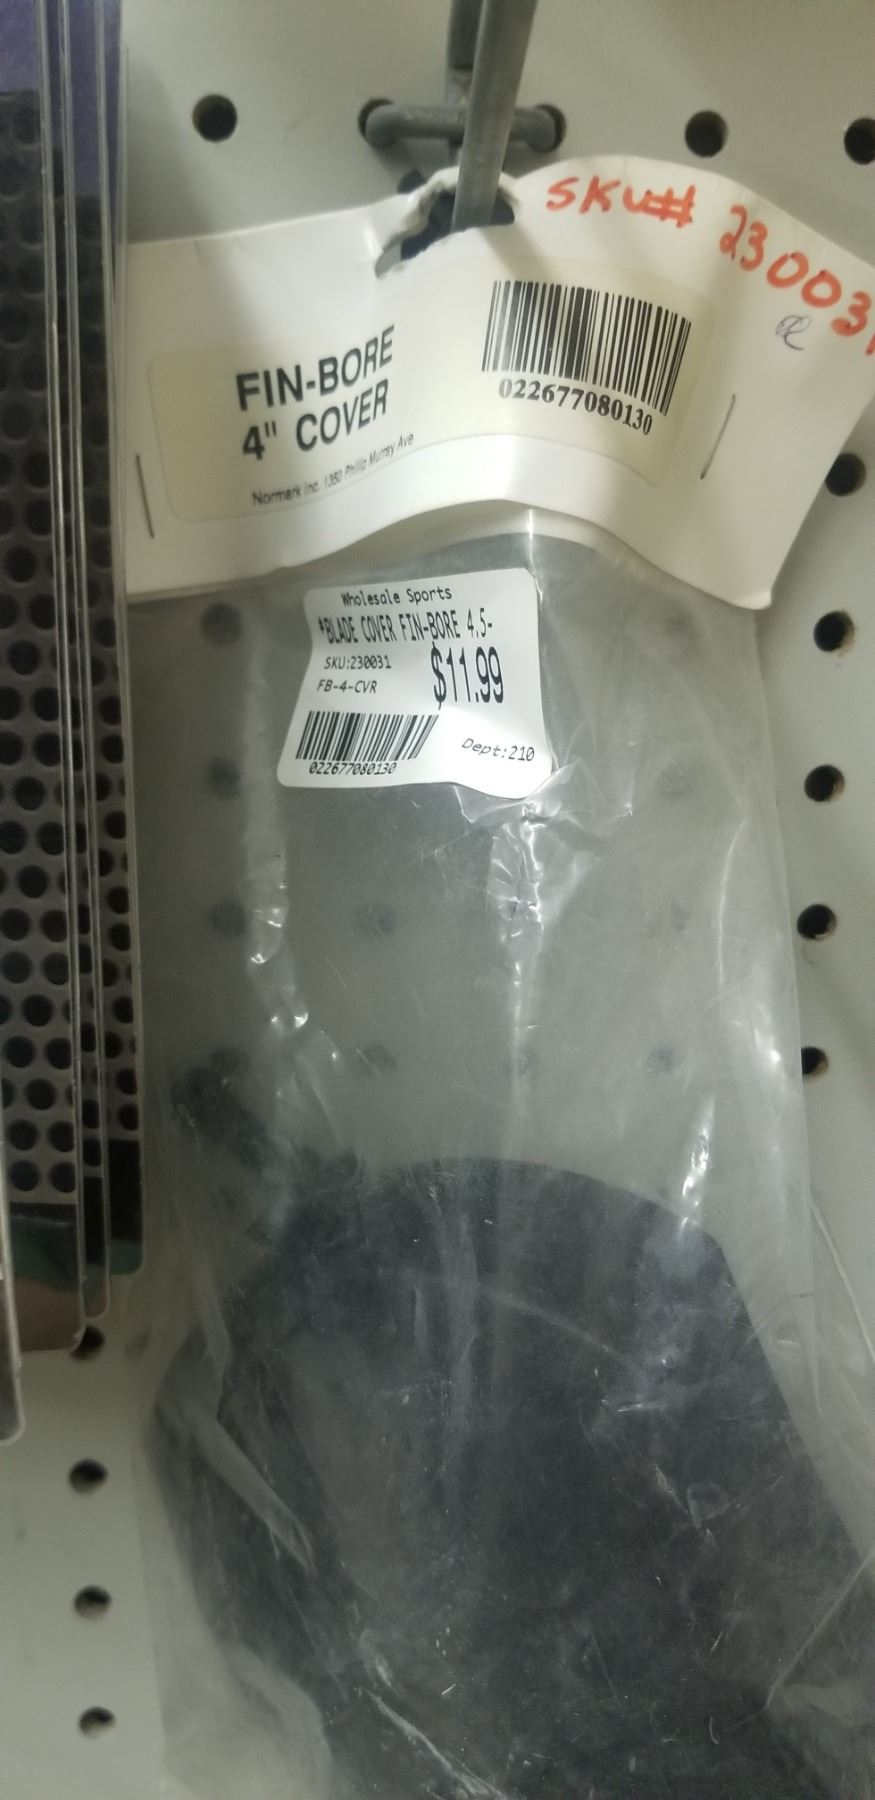 SKU# 230031
FIN-BORE
4" COVER
Normark Inc. 1350 Phillip Murray Ave
022677080130
Wholesale Sports
*BLADE COVER FIN-BORE 4.5-
SKU:230031
$11.99
FB-4-CVR
Dept:210
022677080130